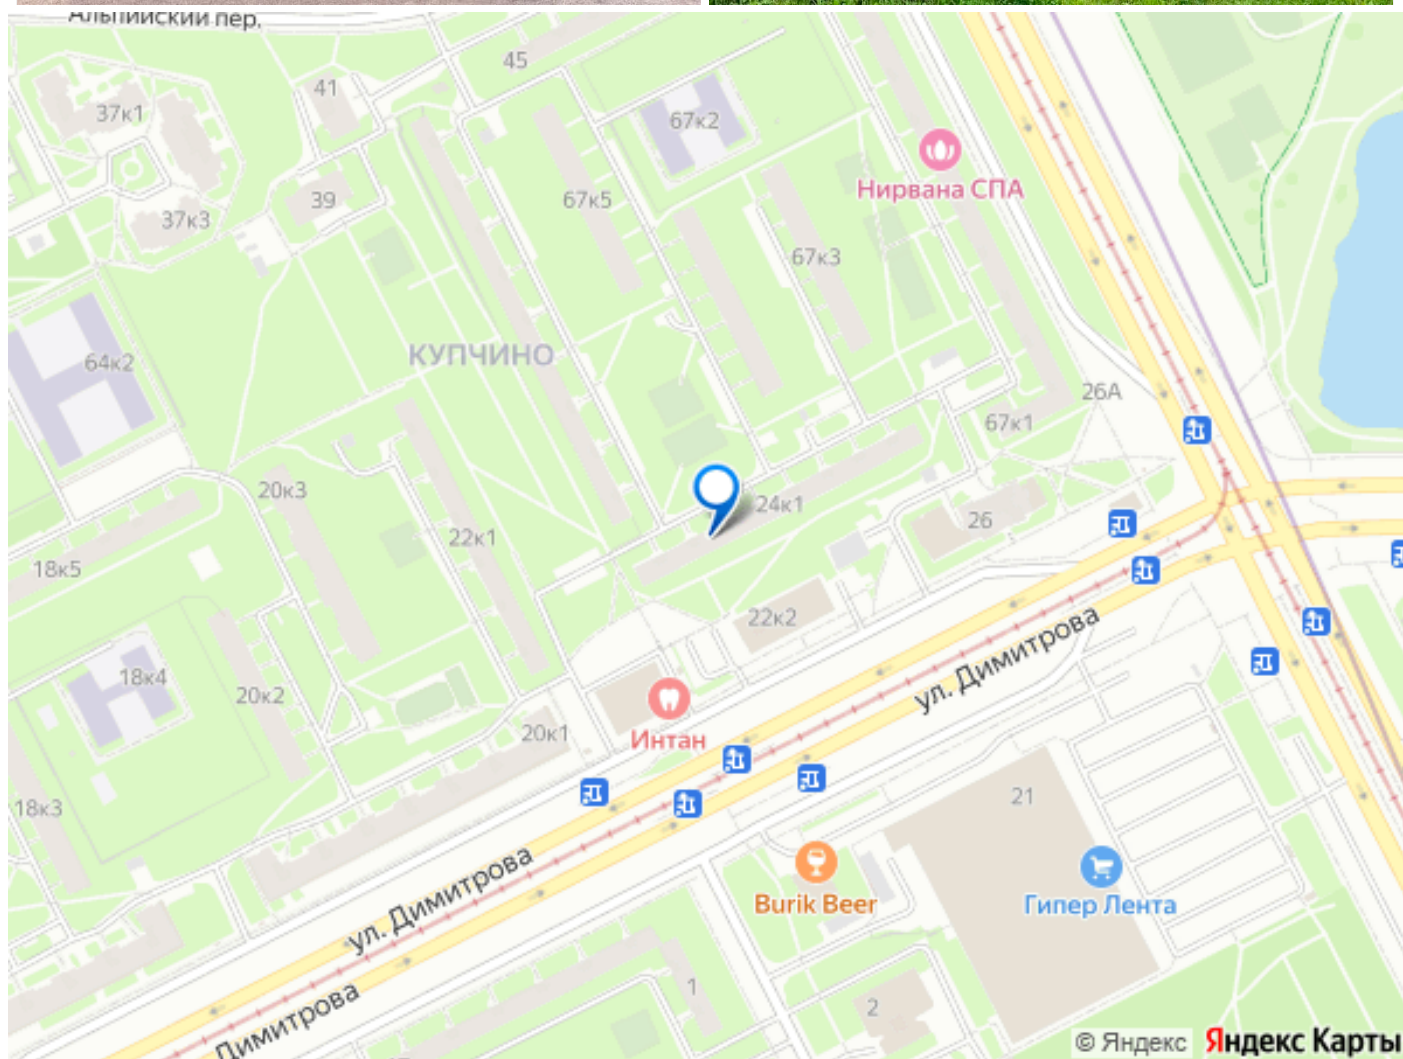 Альпийский пер.
45
41
37к1
67к2
Нирвана СПА
39
67к5
37к3
67к3
КУПЧИНО
64к2
26А
67к1
20к3
24к1
26
22к1
18к5
22к2
ул. Димитрова
18к4
20к2
20к1
Интан
21
18к3
Burik Beer
Гипер Лента
ул. Димитрова
1
2
Димитрова
© Яндекс Яндекс Карты